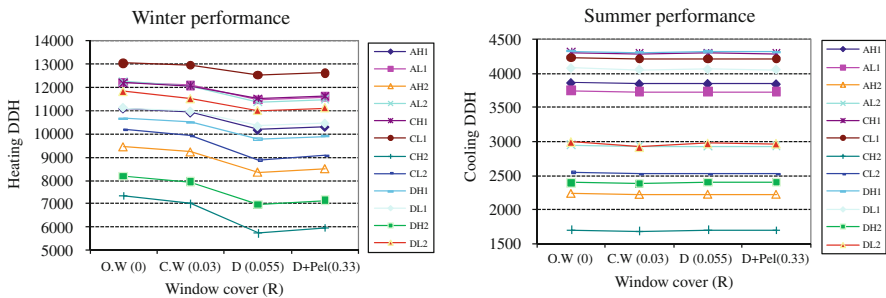 Winter performance
14000
13000
12000
11000
10000
9000
8000
7000
6000
5000
Heating DDH
O.W (0) C.W (0.03) D (0.055) D+Pel(0.33)
Window cover (R)
AH1
AL1
AH2
AL2
CH1
CL1
CH2
CL2
DH1
DL1
DH2
DL2
Summer performance
4500
4000
3500
3000
2500
2000
1500
Cooling DDH
O.W (0) C.W (0.03) D (0.055) D+Pel(0.33)
Window cover (R)
AH1
AL1
AH2
AL2
CH1
CL1
CH2
CL2
DH1
DL1
DH2
DL2